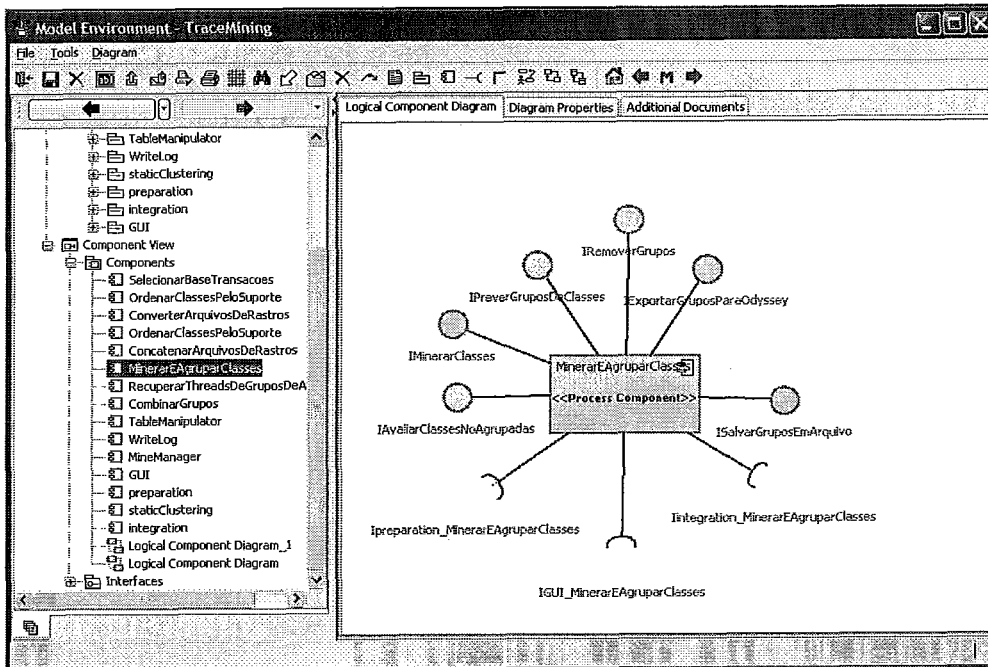 Model Environment - TraceMining
File Tools Diagram
Logical Component Diagram Diagram Properties Additional Documents
TableManipulator
WriteLog
staticClustering
preparation
integration
GUI
Component View
Components
SelecionarBaseTransacoes
OrdenarClassesPeloSuporte
ConverterArquivosDeRastros
OrdenarClassesPeloSuporte
ConcatenarArquivosDeRastros
MinerarEAgruparClasses
RecuperarThreadsDeGruposDeA
CombinarGrupos
TableManipulator
WriteLog
MineManager
GUI
preparation
staticClustering
integration
Logical Component Diagram_1
Logical Component Diagram
Interfaces
IRemoverGrupos
IPreverGruposDeClasses
IExportarGruposParaOdyssey
IMinerarClasses
MinerarEAgruparClasses
<<Process Component>>
IAvaliarClassesNaoAgrupadas
ISalvarGruposEmArquivo
Ipreparation_MinerarEAgruparClasses
Iintegration_MinerarEAgruparClasses
IGUI_MinerarEAgruparClasses